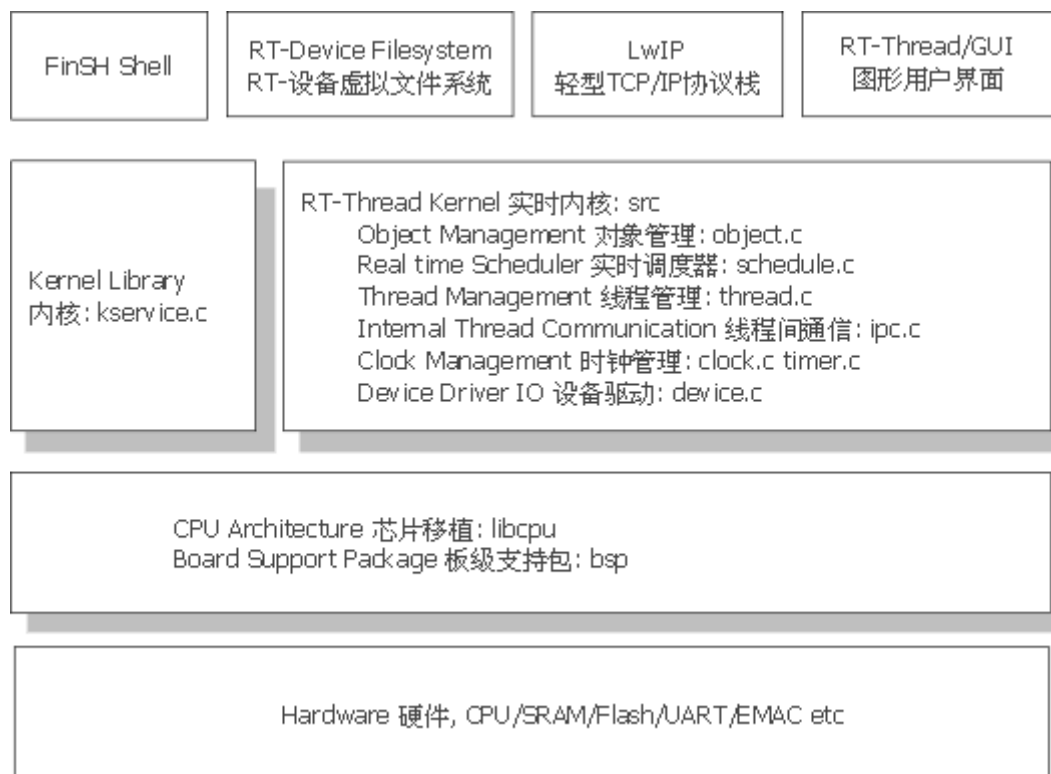 FinSH Shell
RT-Device Filesystem
RT-设备虚拟文件系统
LwIP
轻型TCP/IP协议栈
RT-Thread/GUI
图形用户界面
Kernel Library
内核: kservice.c
RT-Thread Kernel 实时内核: src
Object Management 对象管理: object.c
Real time Scheduler 实时调度器: schedule.c
Thread Management 线程管理: thread.c
Internal Thread Communication 线程间通信: ipc.c
Clock Management 时钟管理: clock.c timer.c
Device Driver IO 设备驱动: device.c
CPU Architecture 芯片移植: libcpu
Board Support Package 板级支持包: bsp
Hardware 硬件, CPU/SRAM/Flash/UART/EMAC etc